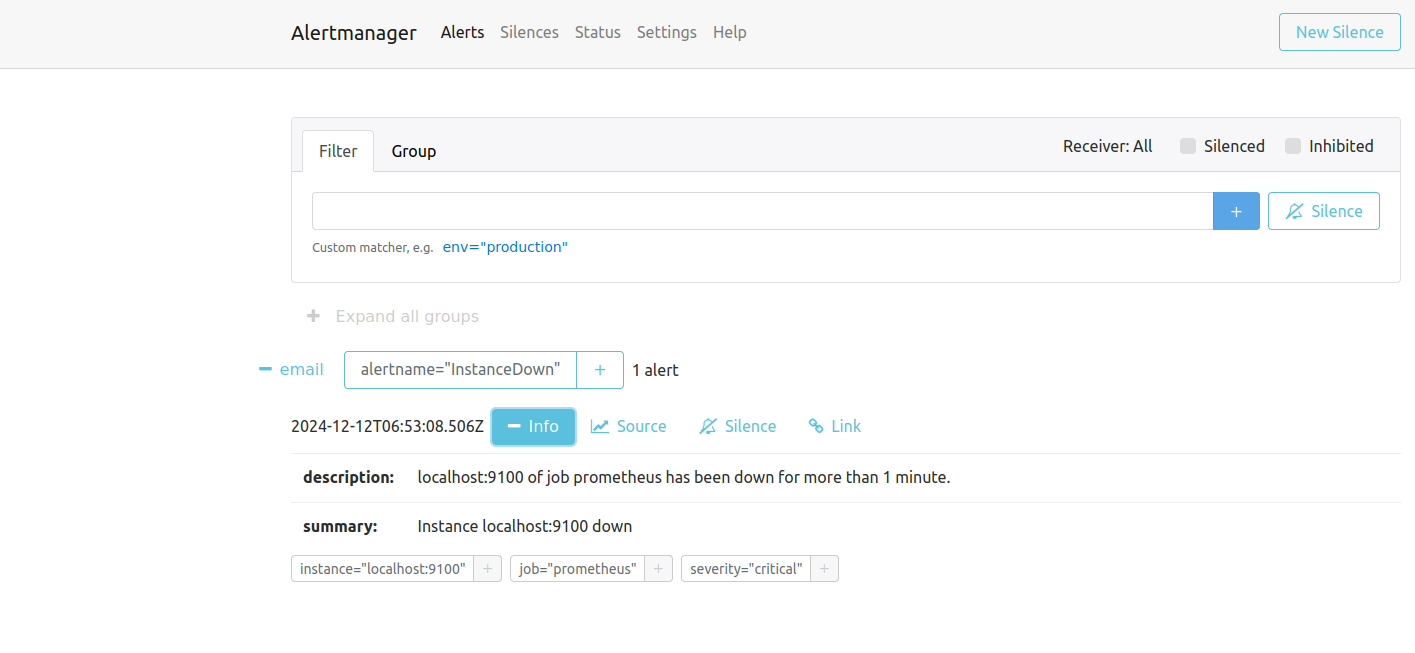 Alertmanager Alerts Silences Status Settings Help New Silence
Filter Group Receiver: All Silenced Inhibited
+ Silence
Custom matcher, e.g. env="production"
+ Expand all groups
− email alertname="InstanceDown" + 1 alert
2024-12-12T06:53:08.506Z − Info Source Silence Link
description: localhost:9100 of job prometheus has been down for more than 1 minute.
summary: Instance localhost:9100 down
instance="localhost:9100" + job="prometheus" + severity="critical" +